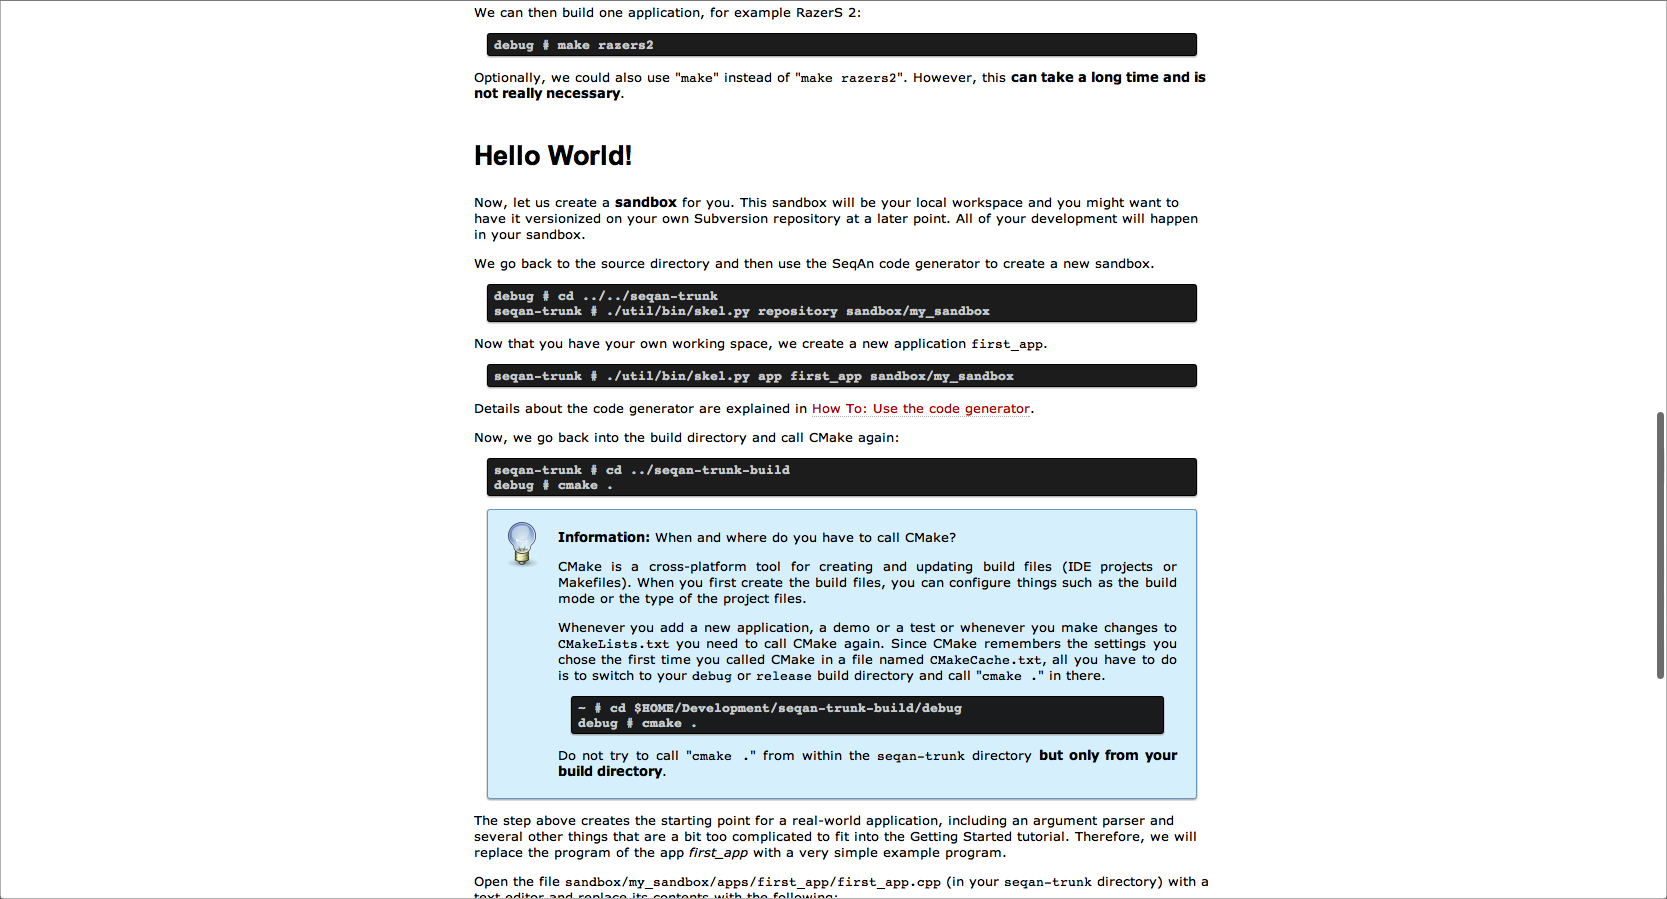 We can then build one application, for example RazerS 2:
debug # make razers2
Optionally, we could also use "make" instead of "make razers2". However, this can take a long time and is
not really necessary.
Hello World!
Now, let us create a sandbox for you. This sandbox will be your local workspace and you might want to
have it versionized on your own Subversion repository at a later point. All of your development will happen
in your sandbox.
We go back to the source directory and then use the SeqAn code generator to create a new sandbox.
debug # cd ../../seqan-trunk
seqan-trunk # ./util/bin/skel.py repository sandbox/my_sandbox
Now that you have your own working space, we create a new application first_app.
seqan-trunk # ./util/bin/skel.py app first_app sandbox/my_sandbox
Details about the code generator are explained in How To: Use the code generator.
Now, we go back into the build directory and call CMake again:
seqan-trunk # cd ../seqan-trunk-build
debug # cmake .
Information: When and where do you have to call CMake?
CMake is a cross-platform tool for creating and updating build files (IDE projects or
Makefiles). When you first create the build files, you can configure things such as the build
mode or the type of the project files.
Whenever you add a new application, a demo or a test or whenever you make changes to
CMakeLists.txt you need to call CMake again. Since CMake remembers the settings you
chose the first time you called CMake in a file named CMakeCache.txt, all you have to do
is to switch to your debug or release build directory and call "cmake ." in there.
~ # cd $HOME/Development/seqan-trunk-build/debug
debug # cmake .
Do not try to call "cmake ." from within the seqan-trunk directory but only from your
build directory.
The step above creates the starting point for a real-world application, including an argument parser and
several other things that are a bit too complicated to fit into the Getting Started tutorial. Therefore, we will
replace the program of the app first_app with a very simple example program.
Open the file sandbox/my_sandbox/apps/first_app/first_app.cpp (in your seqan-trunk directory) with a
text editor and replace its contents with the following: